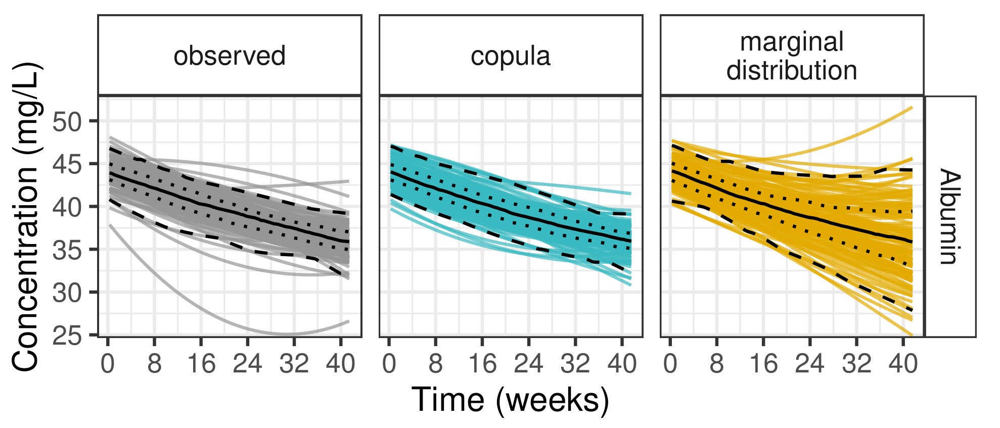 observed
copula
marginal
distribution
Concentration (mg/L)
50
45
40
35
30
25
Albumin
0 8 16 24 32 40
0 8 16 24 32 40
0 8 16 24 32 40
Time (weeks)